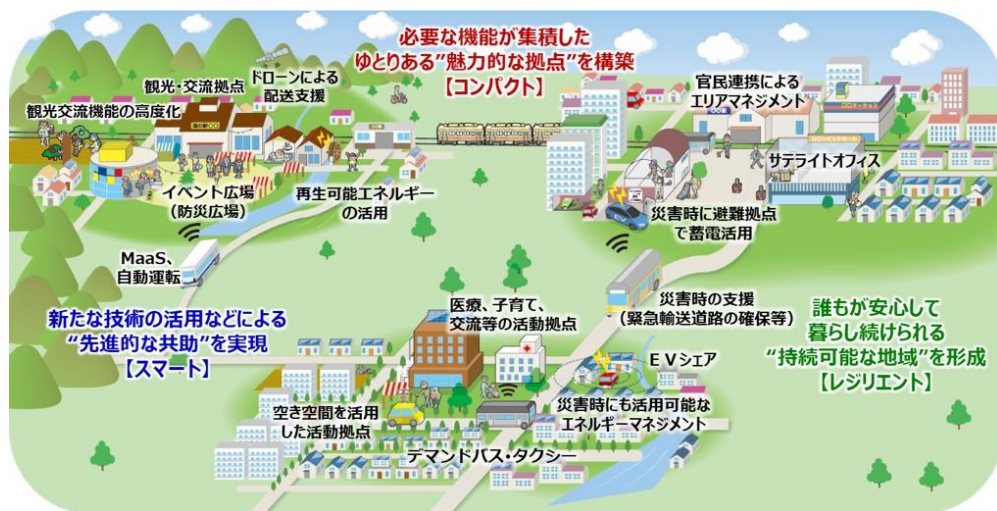 必要な機能が集積した
ゆとりある”魅力的な拠点”を構築
【コンパクト】
観光・交流拠点
ドローンによる
配送支援
観光交流機能の高度化
官民連携による
エリアマネジメント
サテライトオフィス
イベント広場
（防災広場）
再生可能エネルギー
の活用
災害時に避難拠点
で蓄電活用
MaaS、
自動運転
新たな技術の活用などによる
“先進的な共助”を実現
【スマート】
医療、子育て、
交流等の活動拠点
災害時の支援
（緊急輸送道路の確保等）
誰もが安心して
暮らし続けられる
“持続可能な地域”を形成
【レジリエント】
ＥＶシェア
空き空間を活用
した活動拠点
災害時にも活用可能な
エネルギーマネジメント
デマンドバス・タクシー